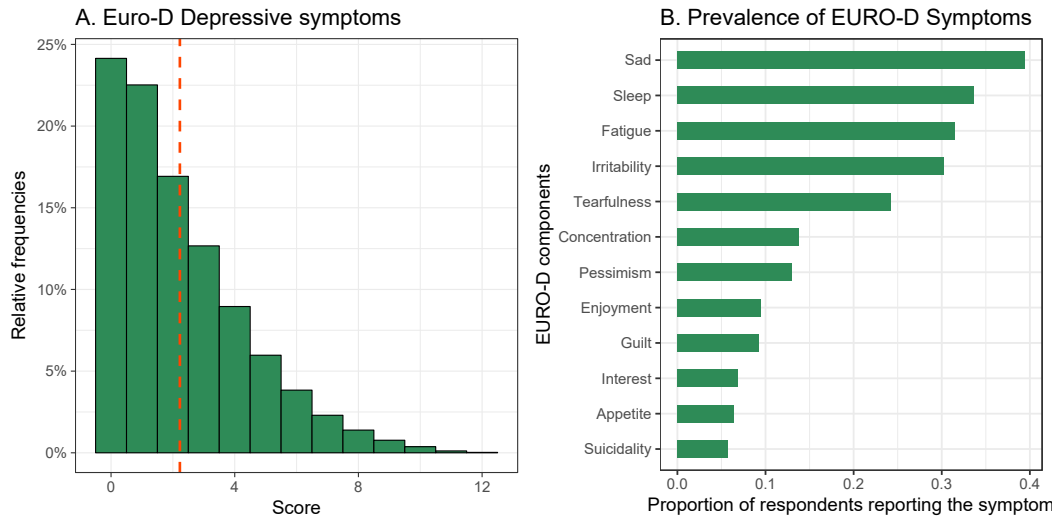 A. Euro-D Depressive symptoms
25%
20%
15%
10%
5%
0%
Relative frequencies
0 4 8 12
Score
B. Prevalence of EURO-D Symptoms
Sad
Sleep
Fatigue
Irritability
Tearfulness
Concentration
Pessimism
Enjoyment
Guilt
Interest
Appetite
Suicidality
EURO-D components
0.0 0.1 0.2 0.3 0.4
Proportion of respondents reporting the symptom